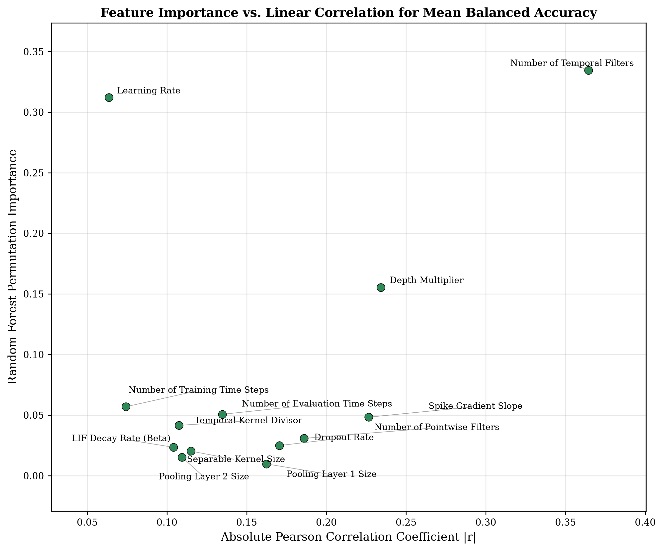 Feature Importance vs. Linear Correlation for Mean Balanced Accuracy
Random Forest Permutation Importance
0.35
0.30
0.25
0.20
0.15
0.10
0.05
0.00
Number of Temporal Filters
Learning Rate
Depth Multiplier
Number of Training Time Steps
Number of Evaluation Time Steps
Spike Gradient Slope
Temporal Kernel Divisor
Number of Pointwise Filters
LIF Decay Rate (Beta)
Dropout Rate
Separable Kernel Size
Pooling Layer 2 Size
Pooling Layer 1 Size
0.05
0.10
0.15
0.20
0.25
0.30
0.35
0.40
Absolute Pearson Correlation Coefficient |r|